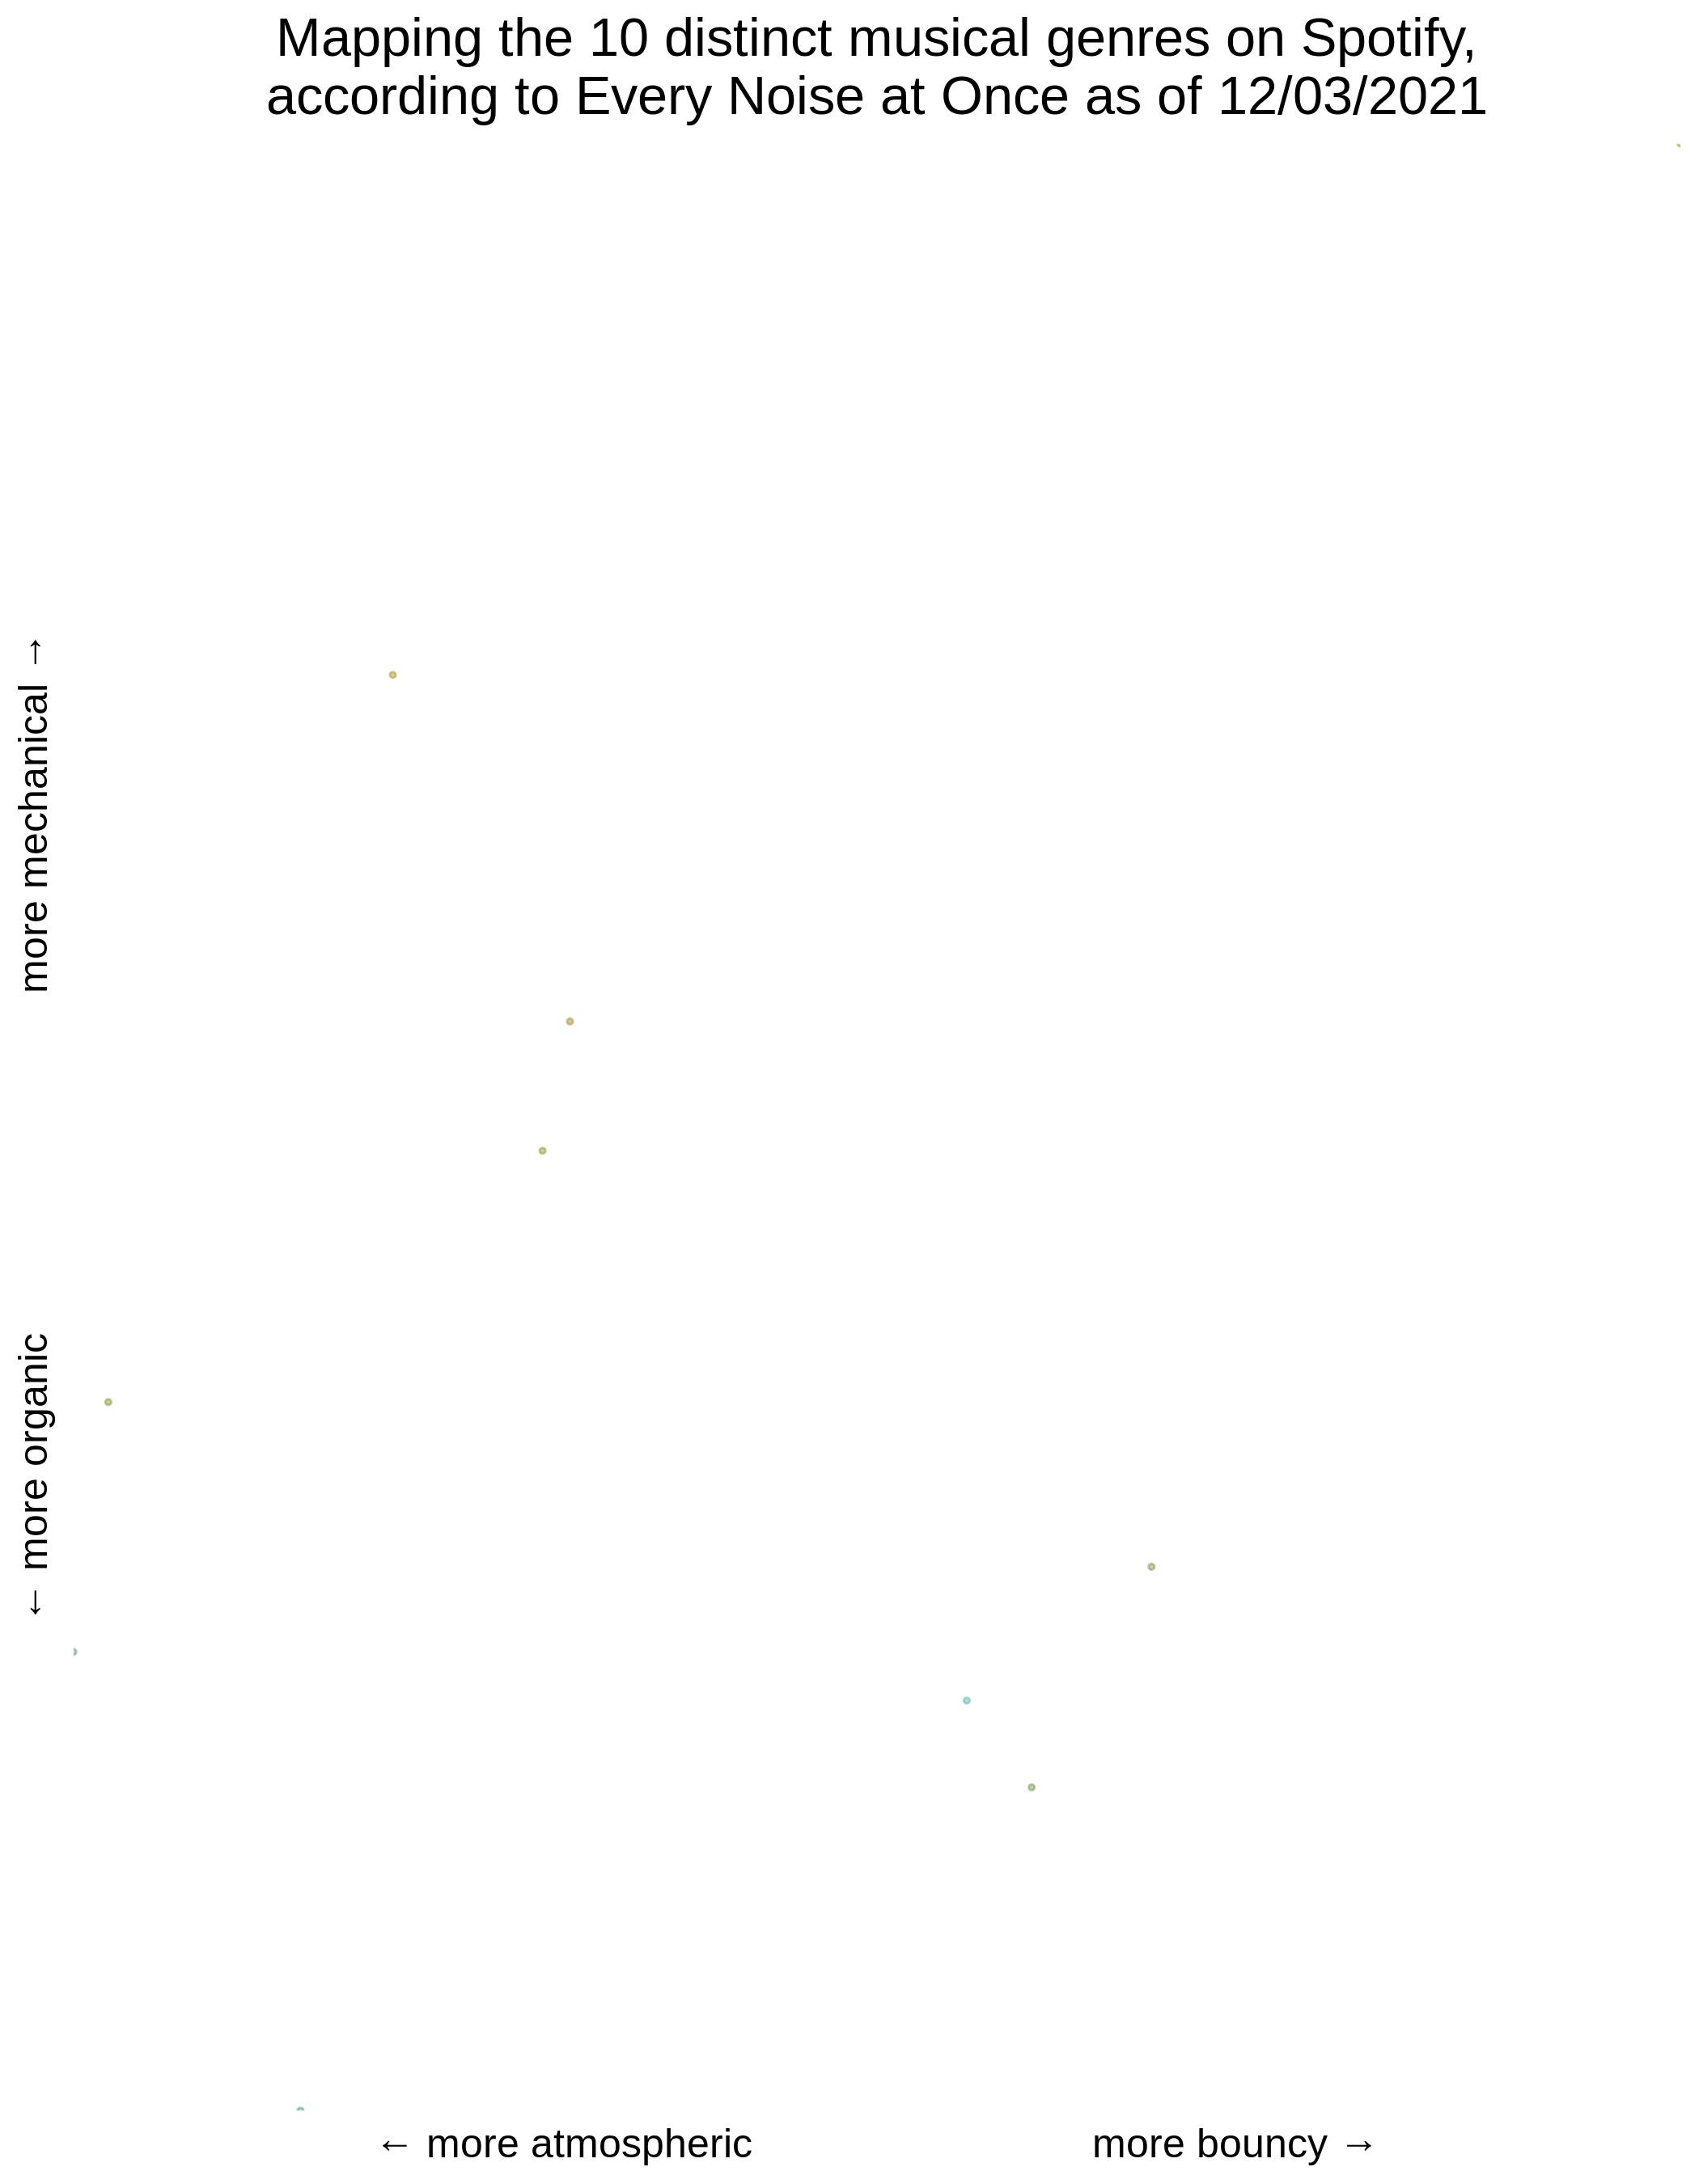 Mapping the 10 distinct musical genres on Spotify,
according to Every Noise at Once as of 12/03/2021
more mechanical →
← more organic
← more atmospheric
more bouncy →